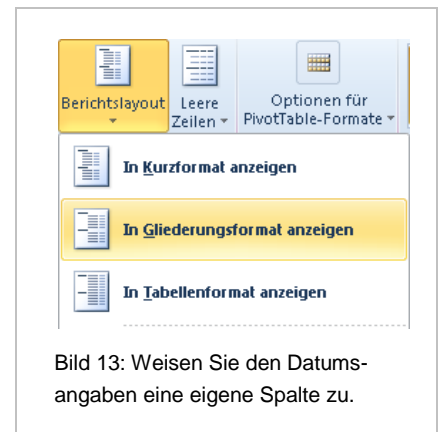 Berichtslayout Leere Optionen für
Zeilen PivotTable-Formate
In Kurzformat anzeigen
In Gliederungsformat anzeigen
In Tabellenformat anzeigen
Bild 13: Weisen Sie den Datums-
angaben eine eigene Spalte zu.